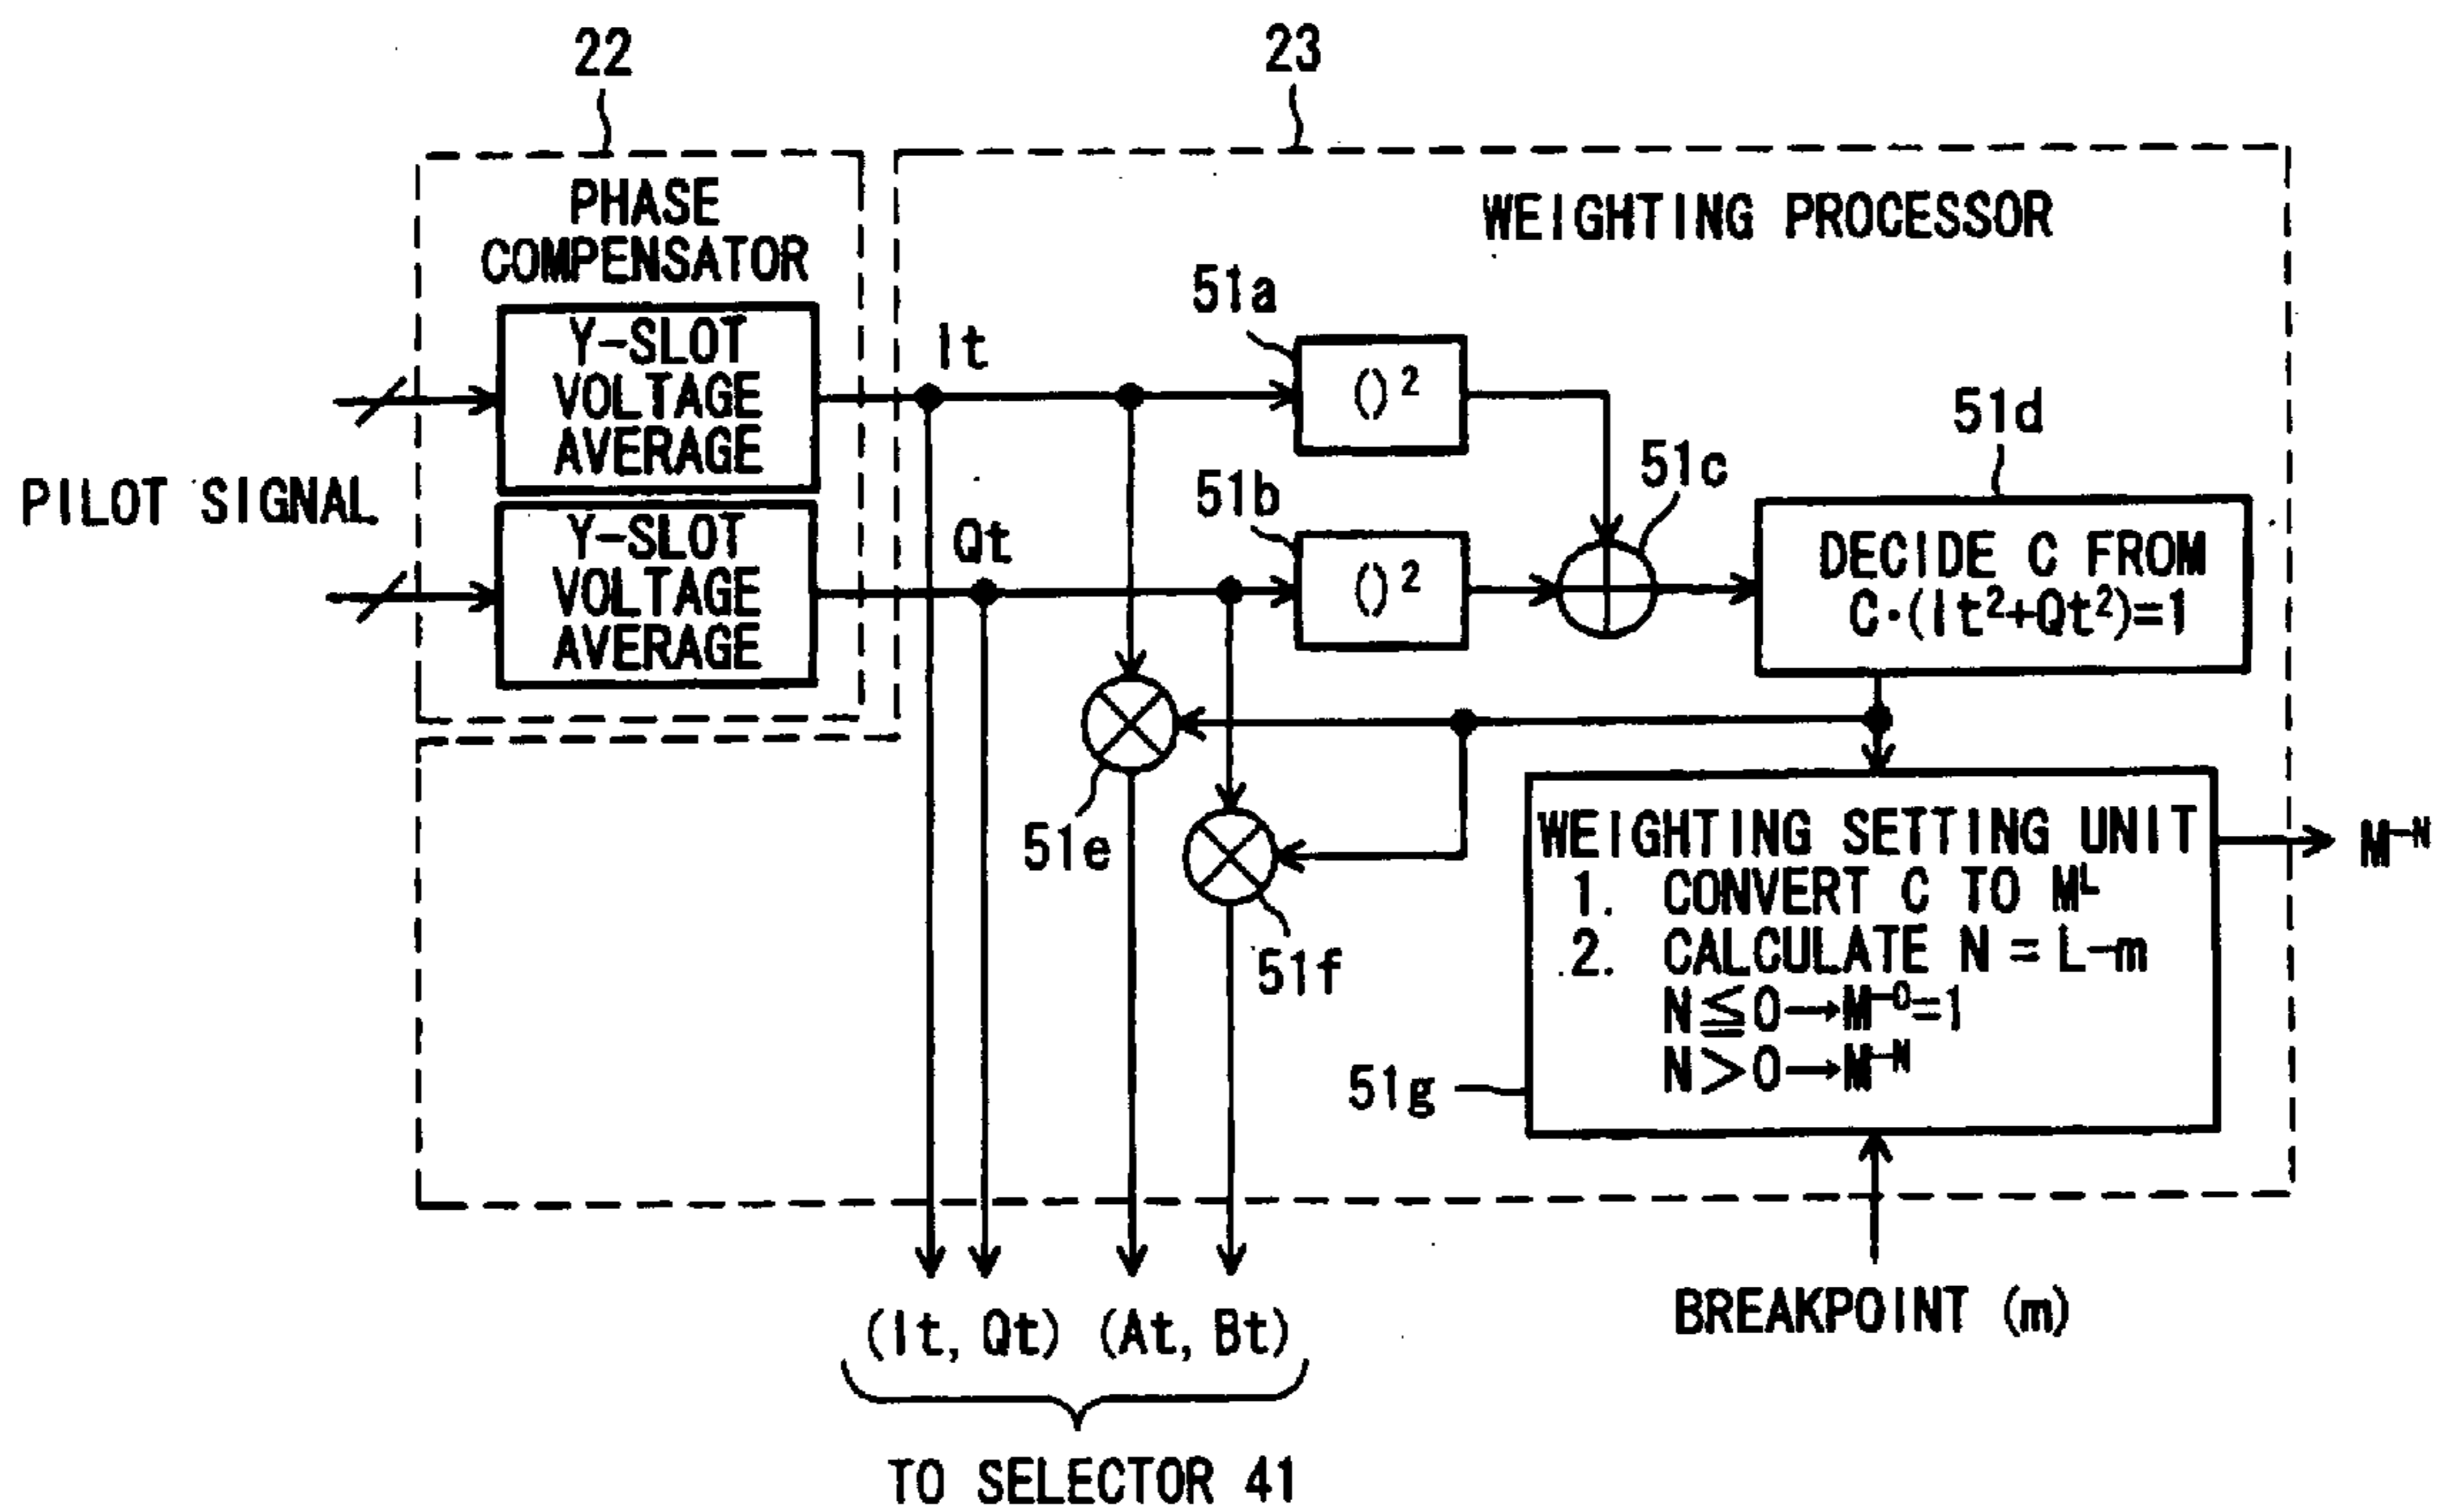 22
23
PHASE
COMPENSATOR
WEIGHTING PROCESSOR
Y-SLOT
VOLTAGE
AVERAGE
It
51a
()²
51d
PILOT SIGNAL
Y-SLOT
VOLTAGE
AVERAGE
Qt
51b
()²
51c
DECIDE C FROM
C·(It²+Qt²)=1
51e
51f
WEIGHTING SETTING UNIT
1. CONVERT C TO M^L
2. CALCULATE N = L-m
N≦0→M^-0=1
N>0→M^-N
51g
M^-N
(It, Qt) (At, Bt)
BREAKPOINT (m)
TO SELECTOR 41